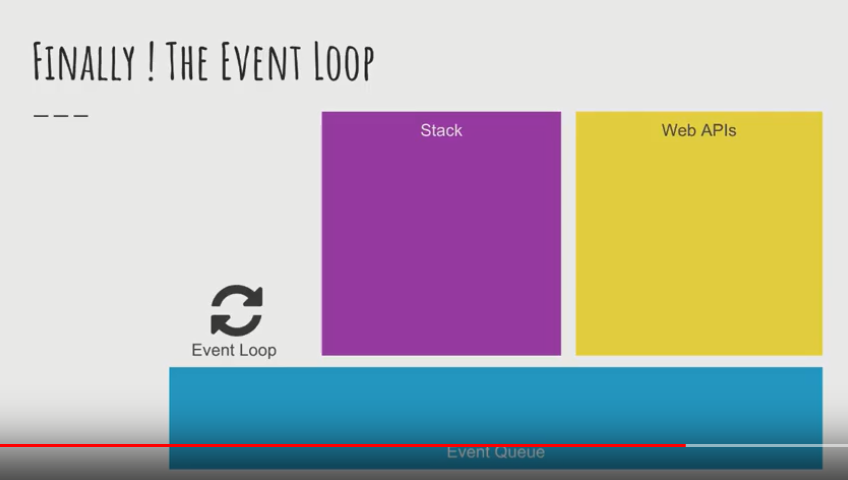 Finally ! The Event Loop
Stack
Web APIs
Event Loop
Event Queue